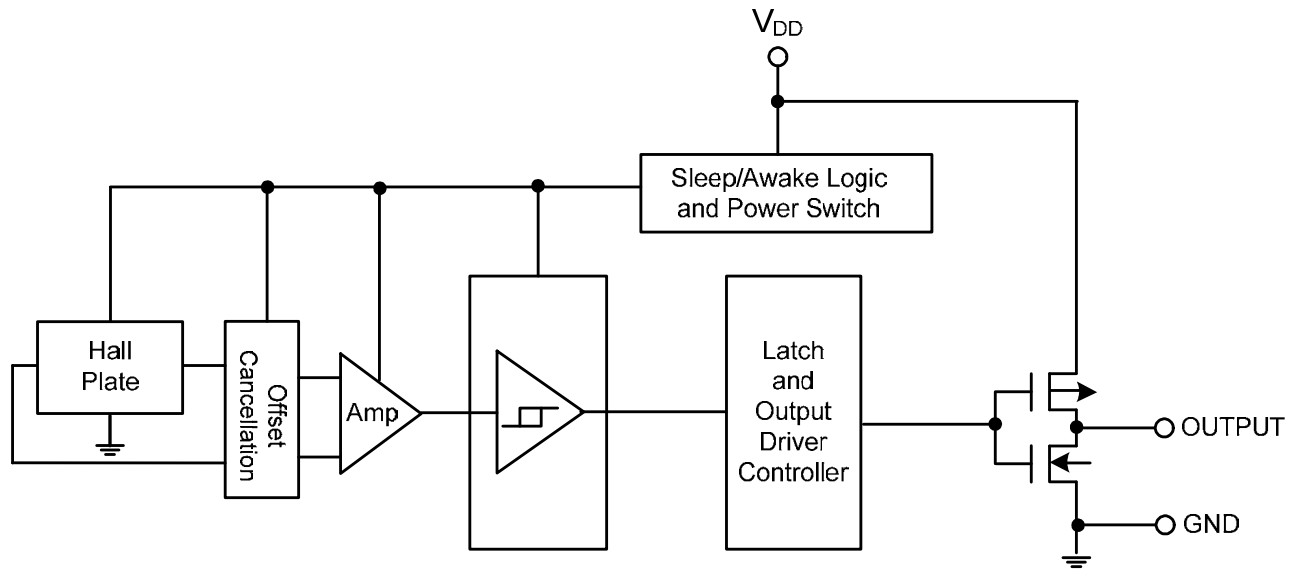 VDD
Sleep/Awake Logic
and Power Switch
Hall
Plate
Offset
Cancellation
Amp
Latch
and
Output
Driver
Controller
OUTPUT
GND